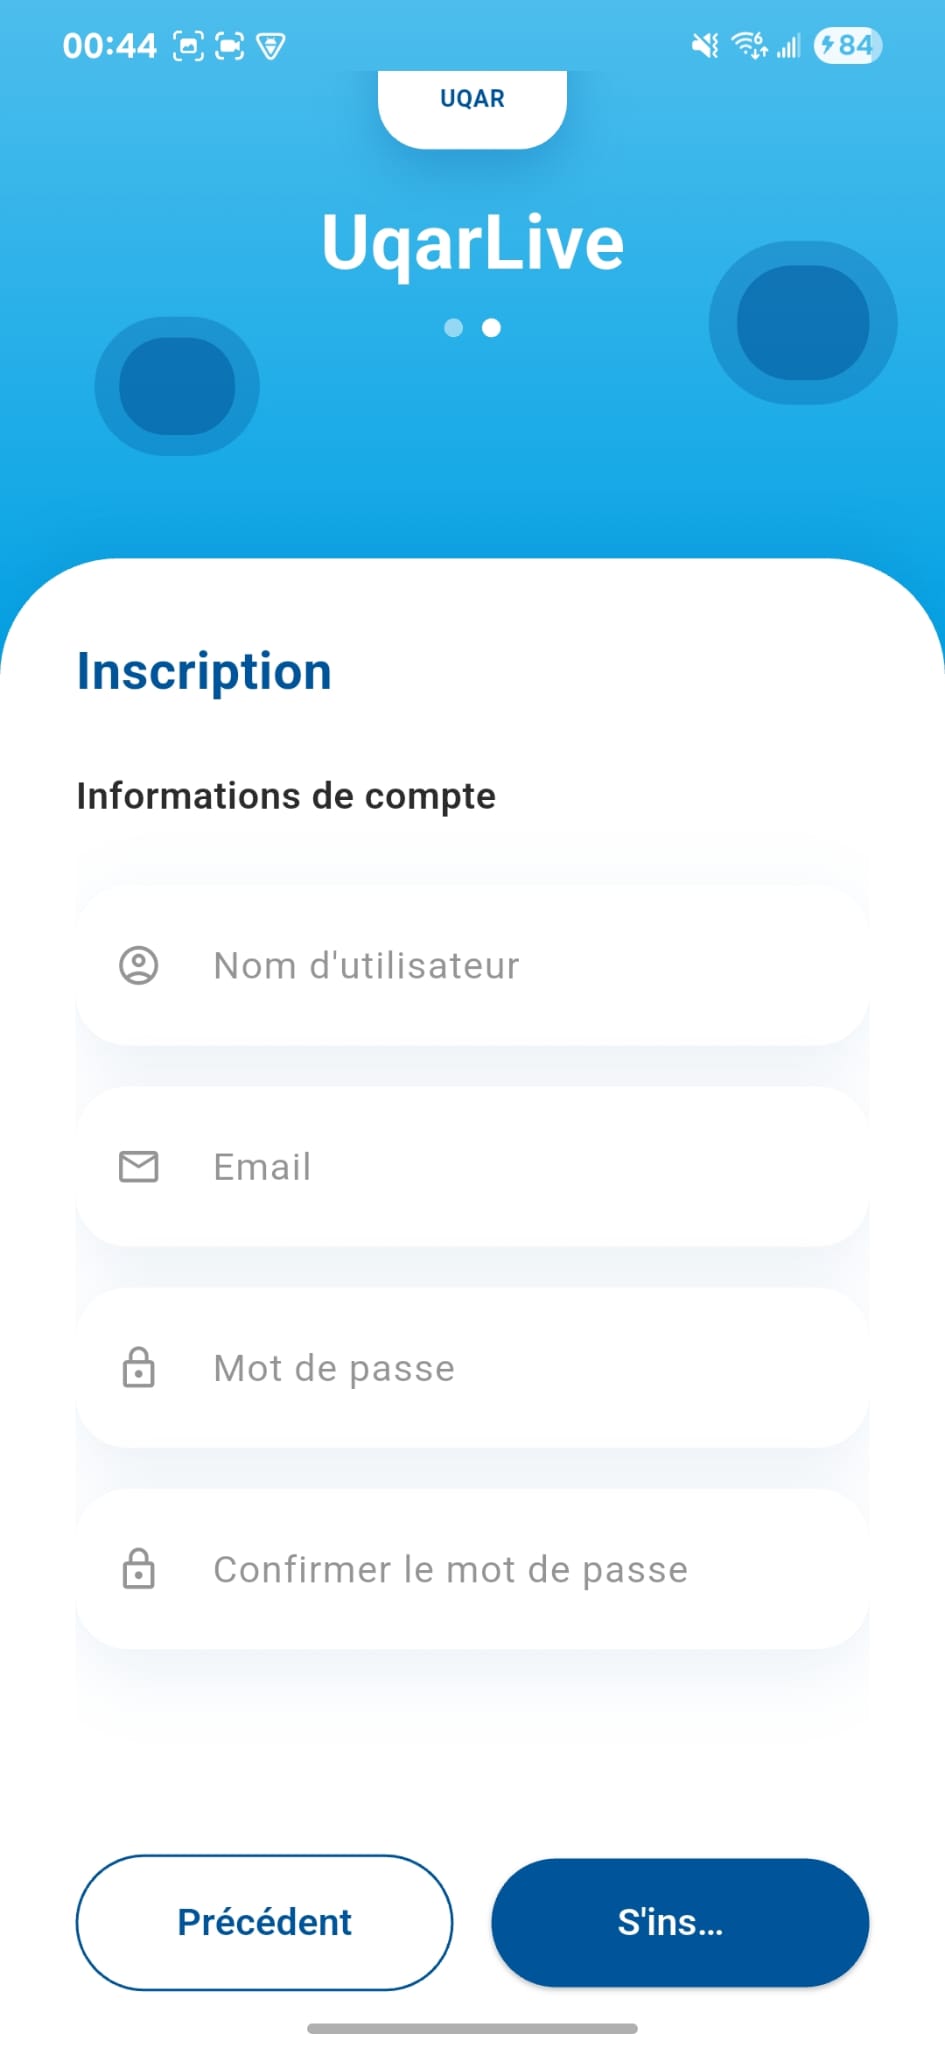 00:44
6
84
UQAR
UqarLive
Inscription
Informations de compte
Nom d'utilisateur
Email
Mot de passe
Confirmer le mot de passe
Précédent
S'ins...